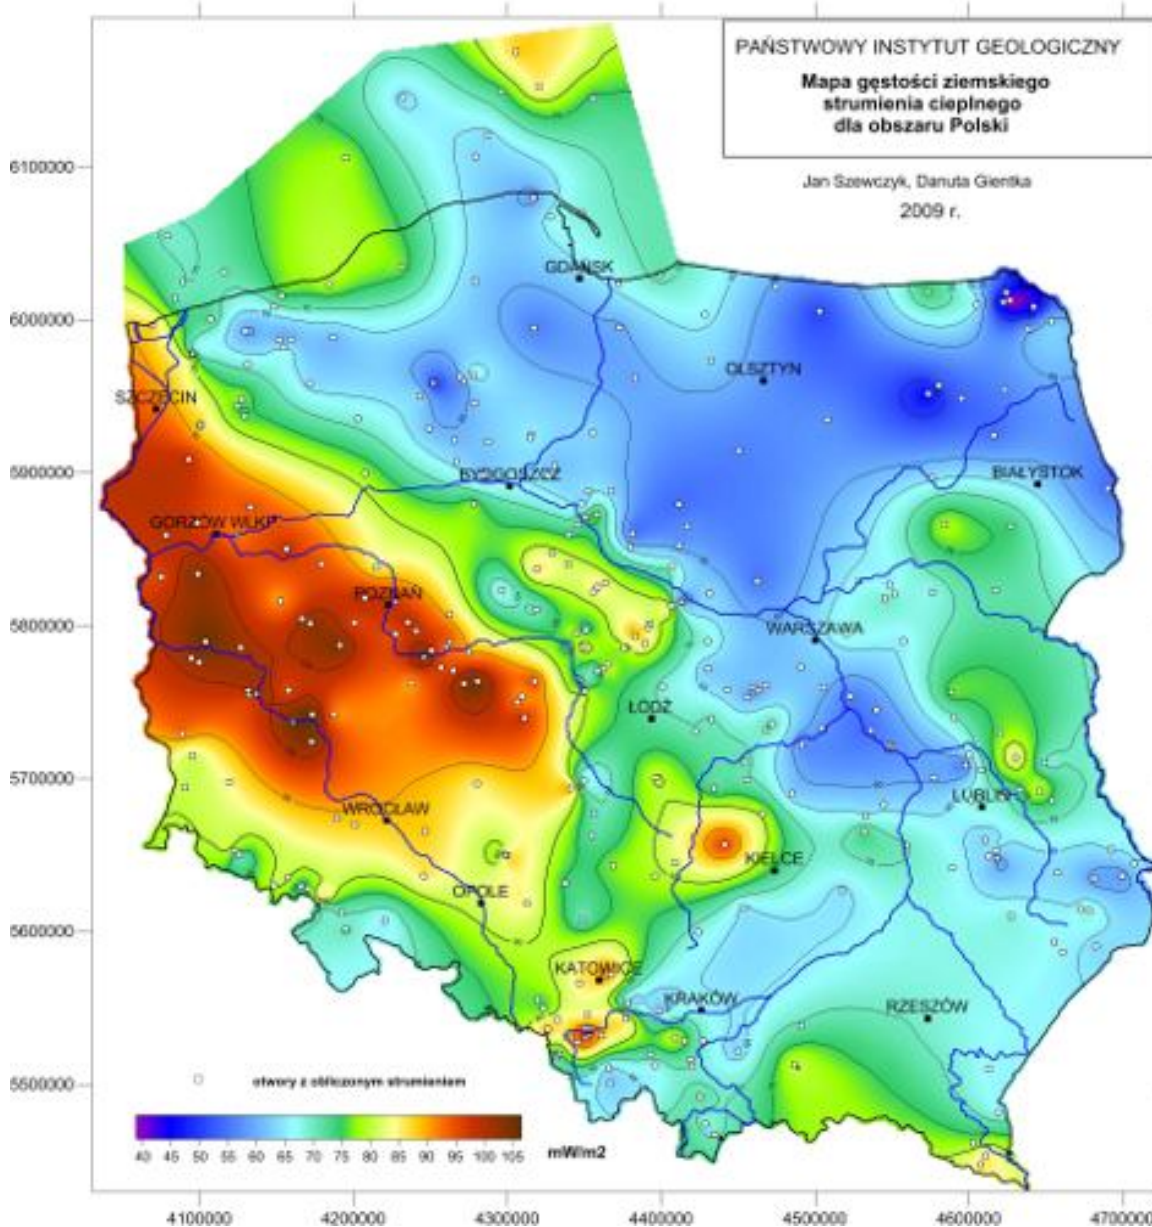 PAŃSTWOWY INSTYTUT GEOLOGICZNY
Mapa gęstości ziemskiego
strumienia cieplnego
dla obszaru Polski
Jan Szewczyk, Danuta Gientka
2009 r.
6100000
6000000
5900000
5800000
5700000
5600000
5500000
GDAŃSK
OLSZTYN
SZCZECIN
BYDGOSZCZ
BIAŁYSTOK
GORZÓW WLKP
POZNAŃ
WARSZAWA
ŁÓDŹ
WROCŁAW
LUBLIN
KIELCE
OPOLE
KATOWICE
KRAKÓW
RZESZÓW
otwory z obliczonym strumieniem
40 45 50 55 60 65 70 75 80 85 90 95 100 105
mW/m2
4100000 4200000 4300000 4400000 4500000 4600000 4700000